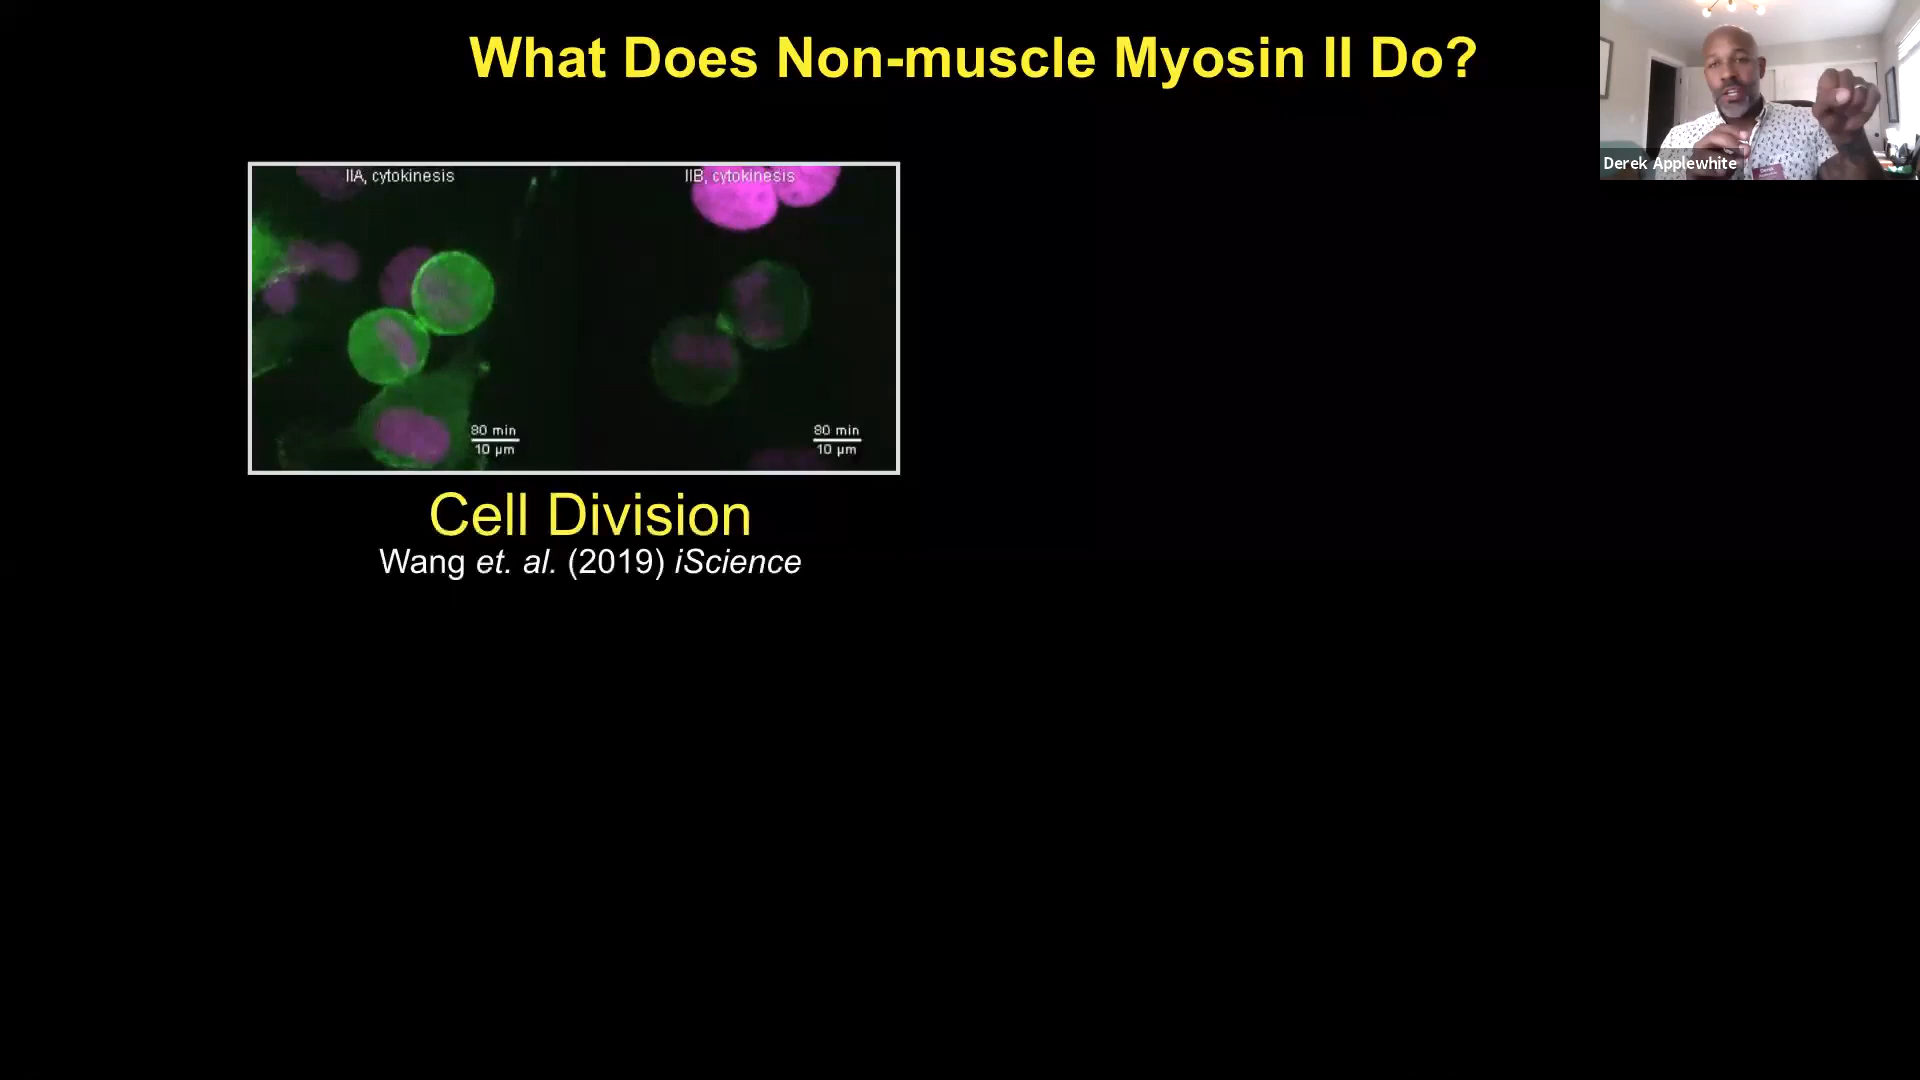 What Does Non-muscle Myosin II Do?
Derek Applewhite
IIA, cytokinesis
IIB, cytokinesis
80 min
10 µm
80 min
10 µm
Cell Division
Wang et. al. (2019) iScience